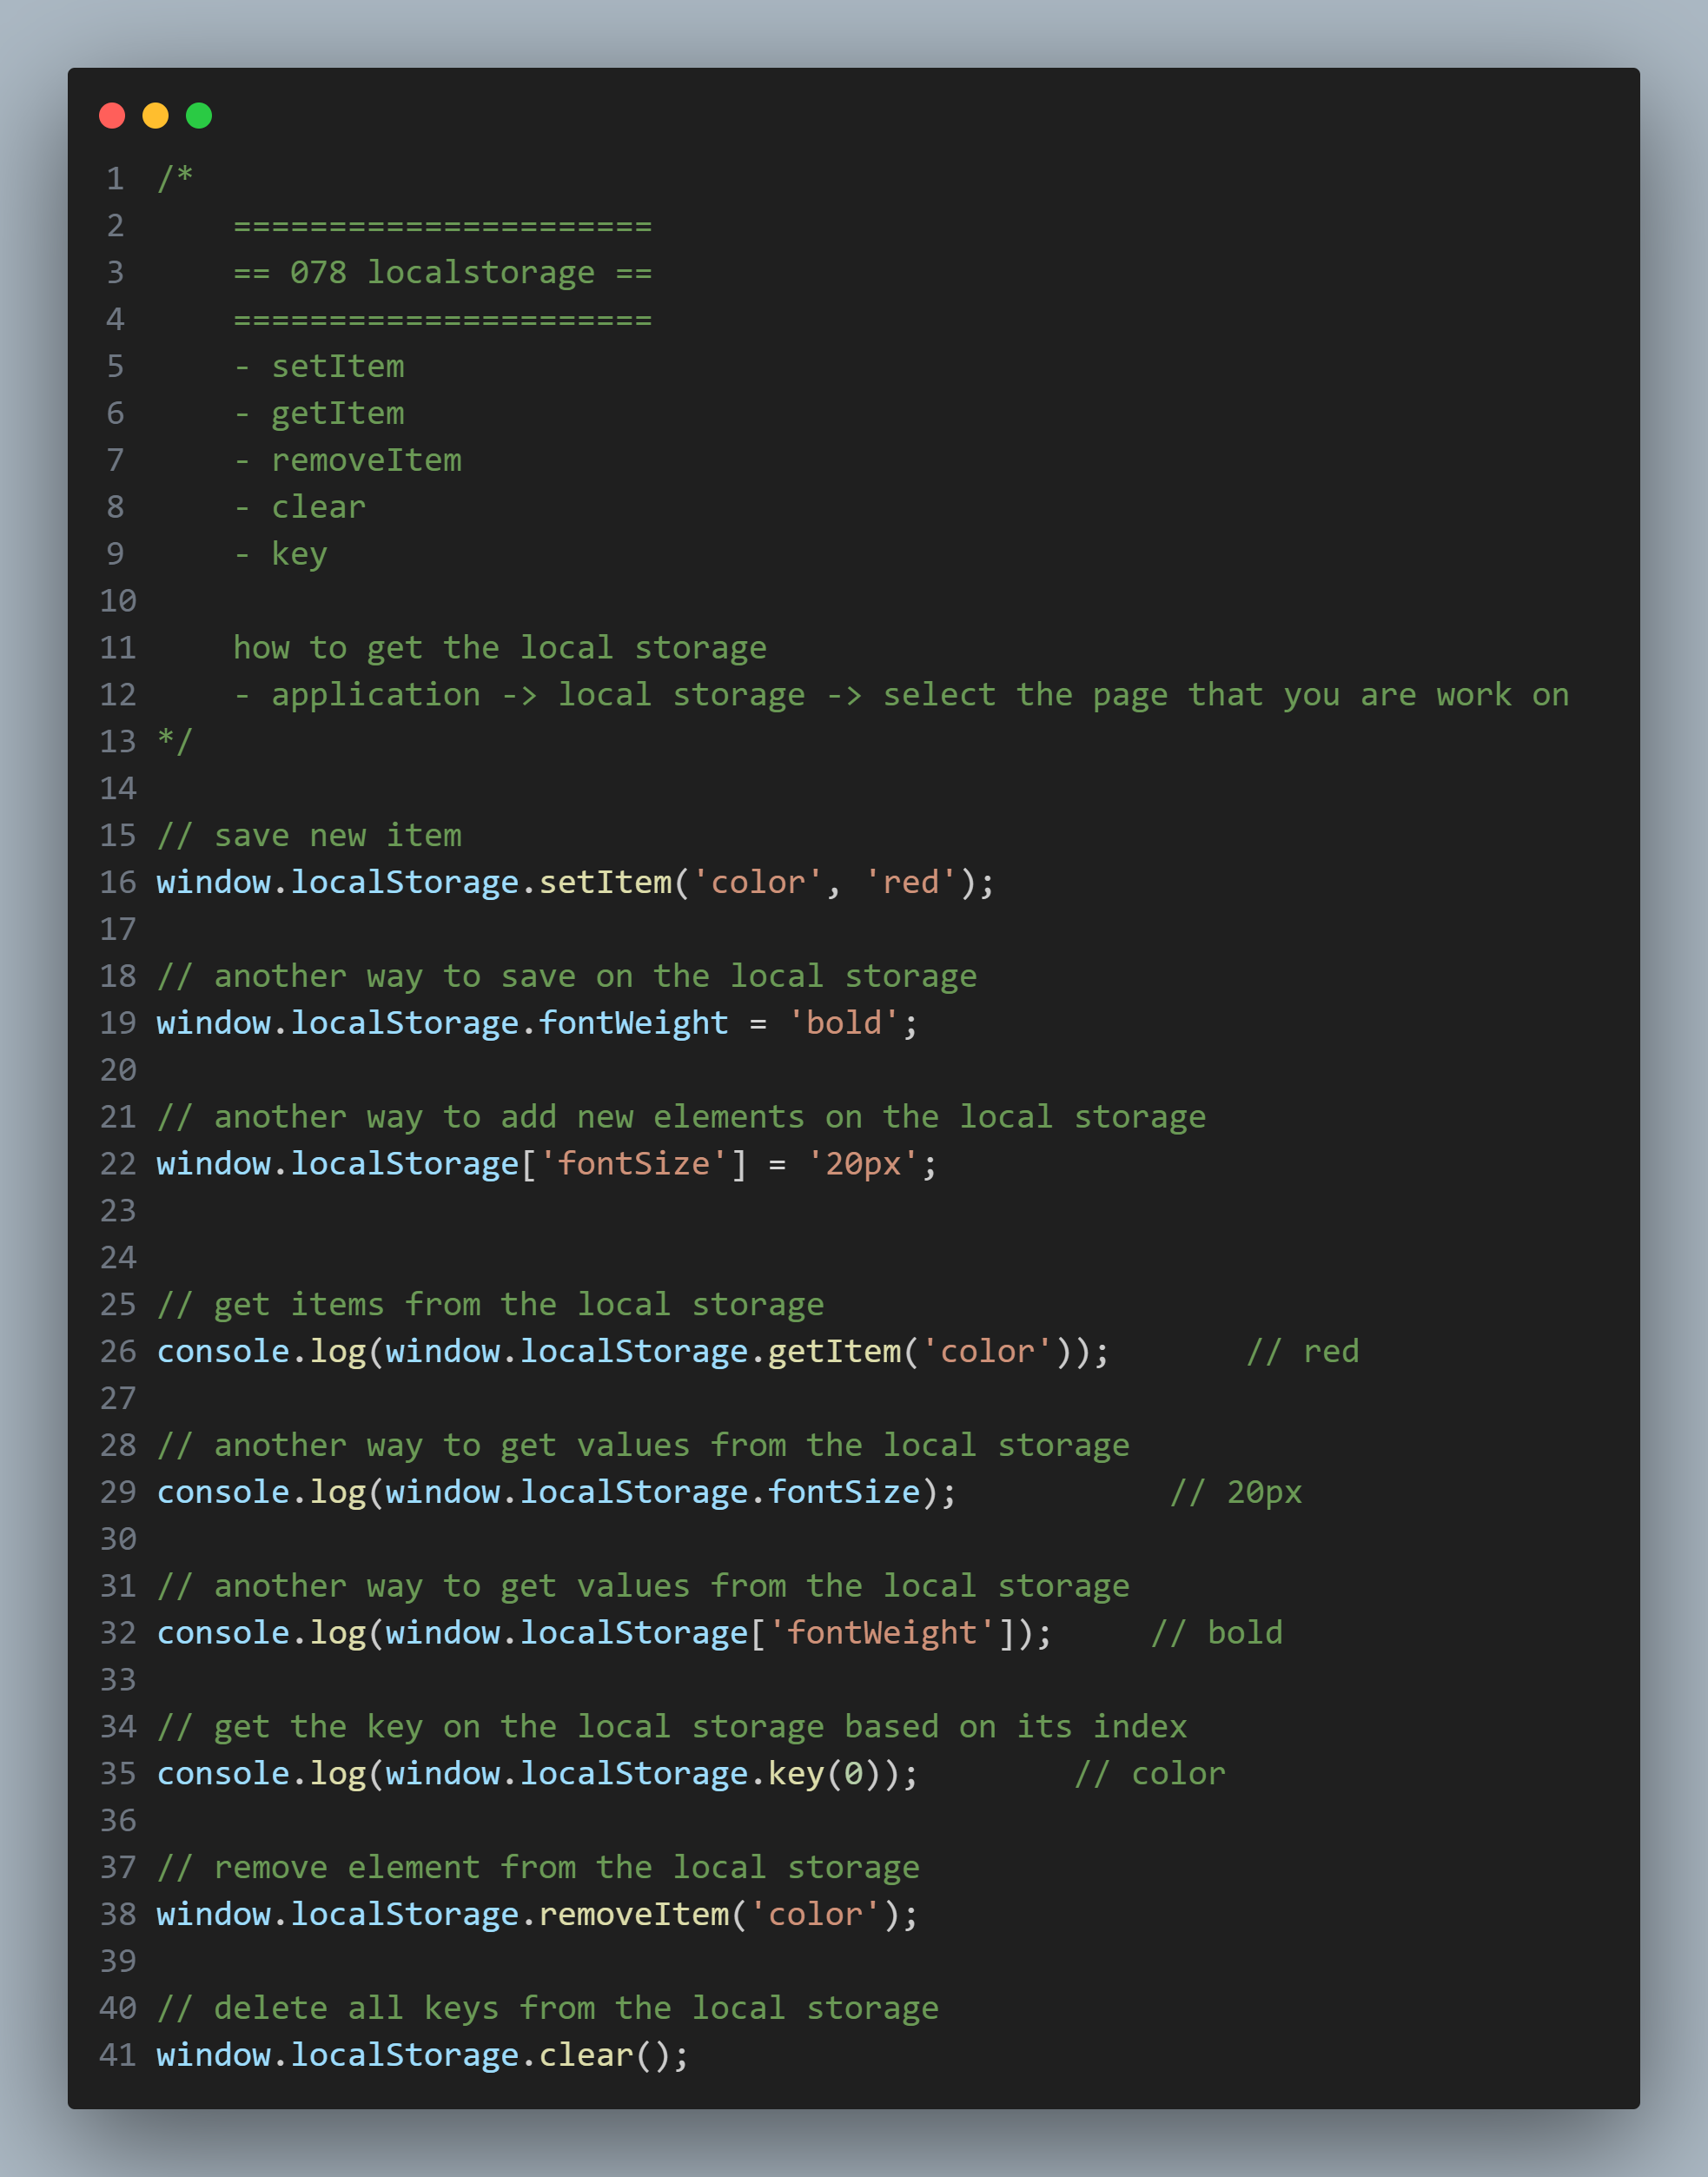 1 /*
2     ======================
3     == 078 localstorage ==
4     ======================
5     - setItem
6     - getItem
7     - removeItem
8     - clear
9     - key
10
11     how to get the local storage
12     - application -> local storage -> select the page that you are work on
13 */
14
15 // save new item
16 window.localStorage.setItem('color', 'red');
17
18 // another way to save on the local storage
19 window.localStorage.fontWeight = 'bold';
20
21 // another way to add new elements on the local storage
22 window.localStorage['fontSize'] = '20px';
23
24
25 // get items from the local storage
26 console.log(window.localStorage.getItem('color'));       // red
27
28 // another way to get values from the local storage
29 console.log(window.localStorage.fontSize);           // 20px
30
31 // another way to get values from the local storage
32 console.log(window.localStorage['fontWeight']);     // bold
33
34 // get the key on the local storage based on its index
35 console.log(window.localStorage.key(0));        // color
36
37 // remove element from the local storage
38 window.localStorage.removeItem('color');
39
40 // delete all keys from the local storage
41 window.localStorage.clear();